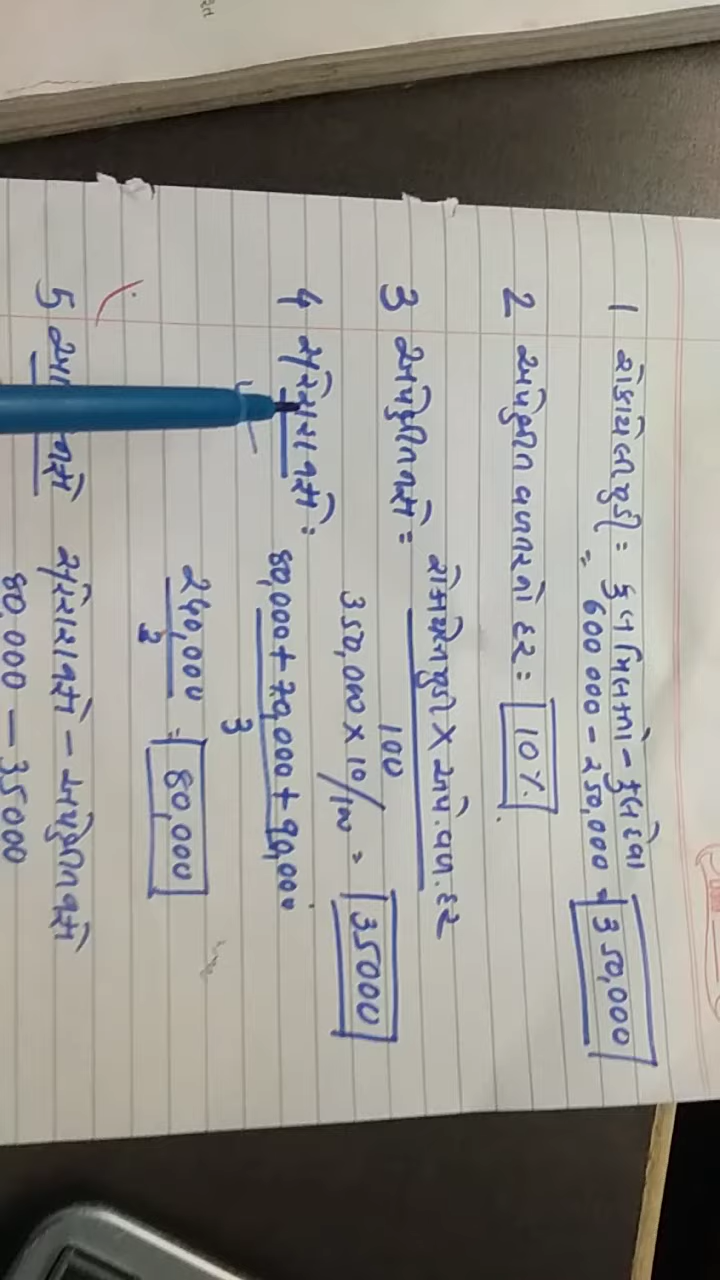 1 રોકાયેલ મૂડી = કુલ મિલકતો - કુલ દેવા
= 600 000 - 250,000 = 350,000
2 અપેક્ષીત વળતરનો દર = 10%.
3 અપેક્ષીત નફો = રોકાયેલ મૂડી × અપે. વળ. દર
100
350,000 × 10/100 = 35000
4 સરેરાશ નફો = 80,000 + 70,000 + 90,000
3
240,000
3
= 80,000
5 નફો સરેરાશ નફો - અપેક્ષીત નફો
80,000 - 35000